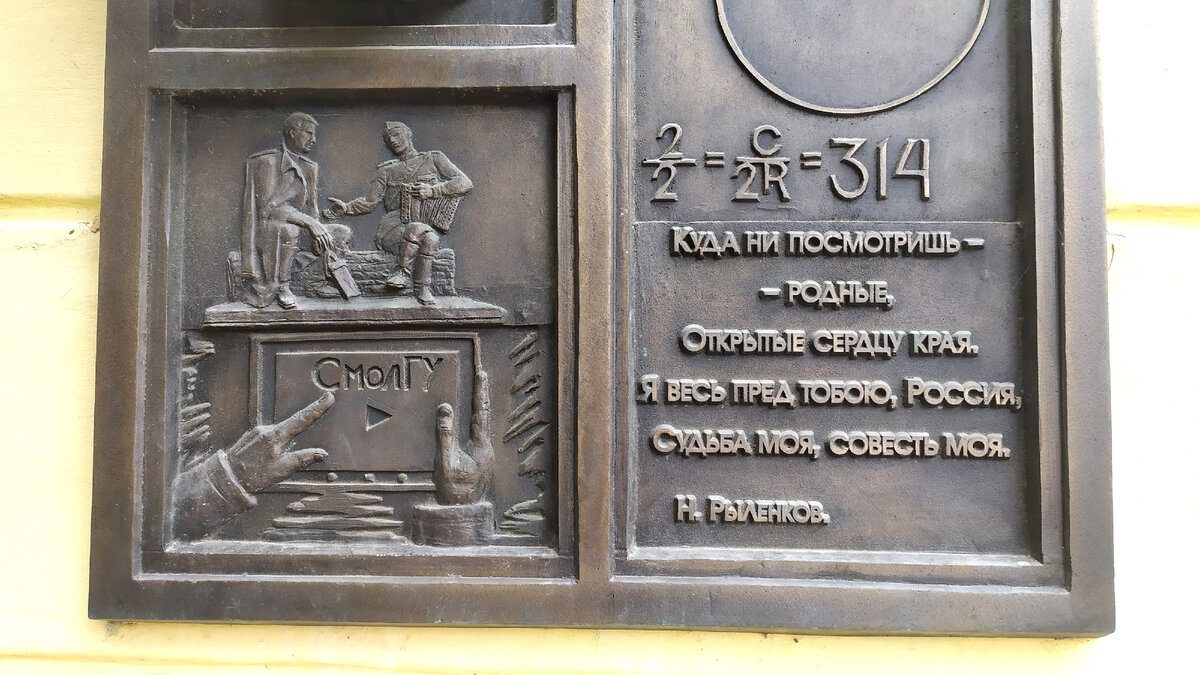 СмолГУ
2/2 = C/2R = 314
Куда ни посмотришь –
– родные,
Открытые сердцу края.
Я весь пред тобою, Россия,
Судьба моя, совесть моя.
Н. Рыленков.